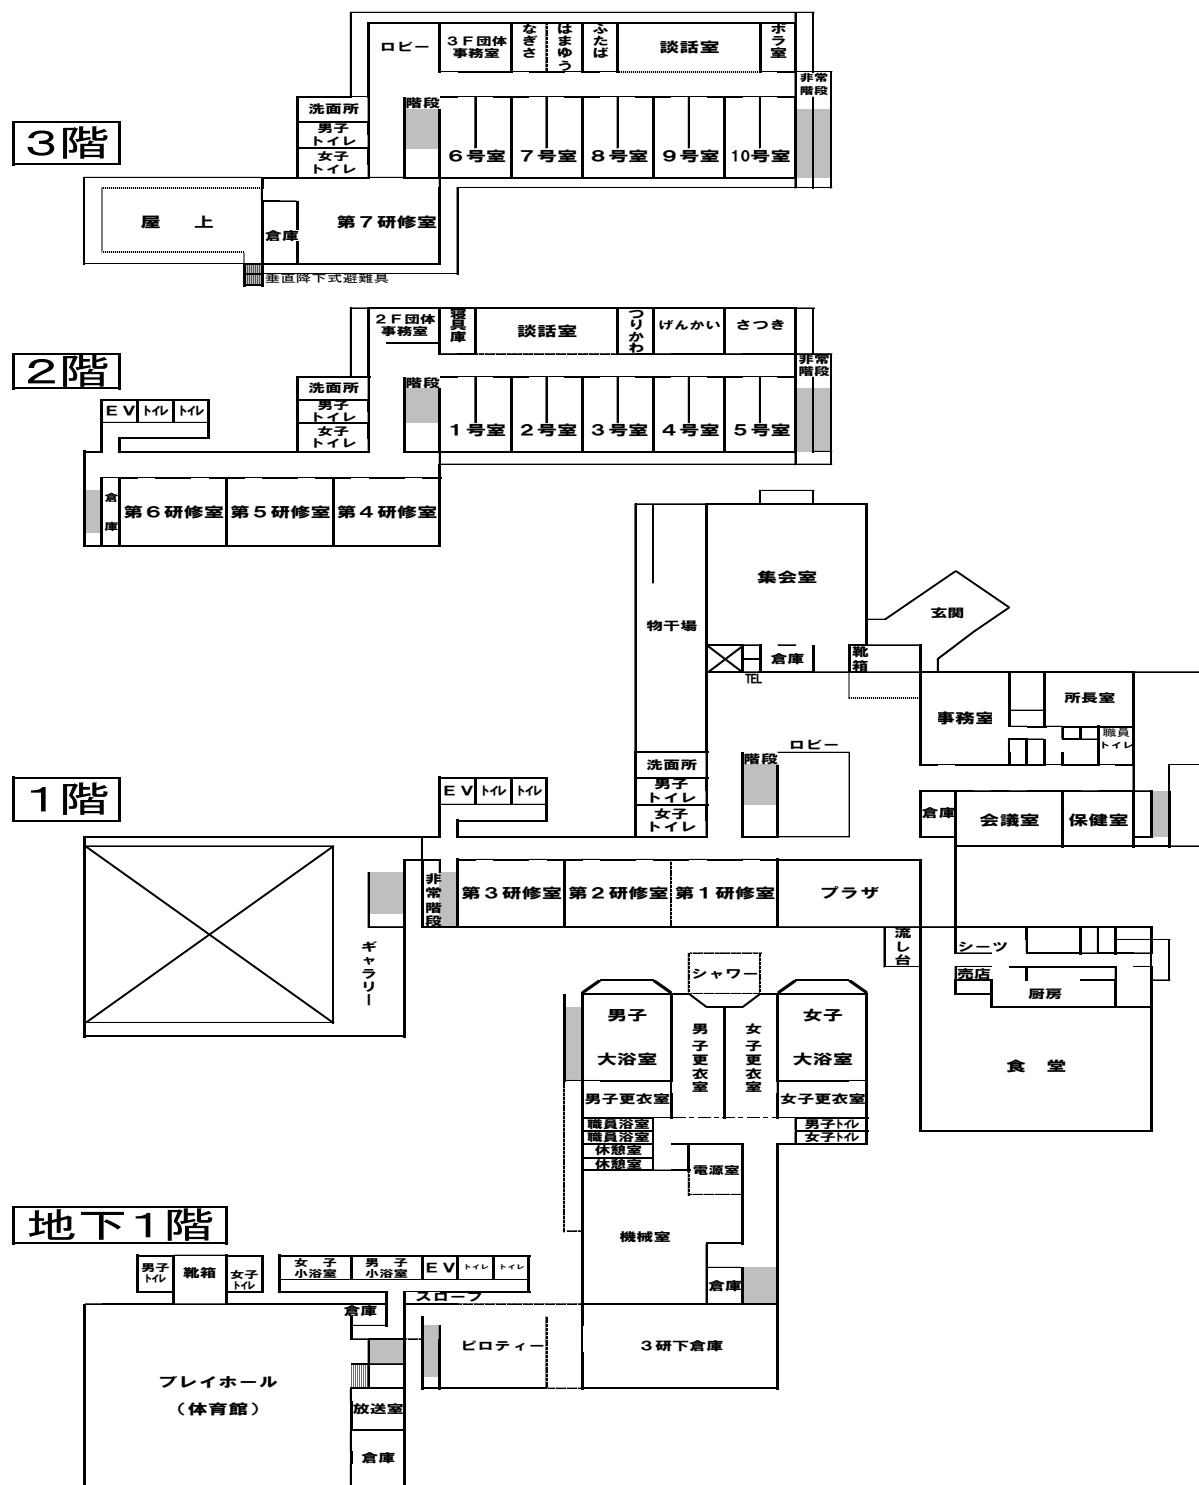 3階
ロビー
3F団体
事務室
なぎさ
はまゆう
ふたば
談話室
ボラ室
非常
階段
洗面所
男子
トイレ
女子
トイレ
階段
6号室
7号室
8号室
9号室
10号室
屋 上
倉庫
第7研修室
垂直降下式避難具
2階
2F団体
事務室
寝具庫
談話室
つりかわ
げんかい
さつき
非常
階段
洗面所
男子
トイレ
女子
トイレ
階段
1号室
2号室
3号室
4号室
5号室
EV
トイレ
トイレ
倉庫
第6研修室
第5研修室
第4研修室
1階
集会室
玄関
物干場
倉庫
靴箱
TEL
事務室
所長室
職員
トイレ
ロビー
洗面所
男子
トイレ
女子
トイレ
階段
EV
トイレ
トイレ
倉庫
会議室
保健室
非常階段
第3研修室
第2研修室
第1研修室
プラザ
ギャラリー
流し台
シーツ
売店
厨房
食 堂
地下1階
シャワー
男子
大浴室
男子更衣室
女子更衣室
女子
大浴室
男子更衣室
女子更衣室
職員浴室
職員浴室
休憩室
休憩室
男子トイレ
女子トイレ
電源室
機械室
倉庫
男子
トイレ
靴箱
女子
トイレ
女 子
小浴室
男 子
小浴室
EV
トイレ
トイレ
スロープ
倉庫
ピロティー
3研下倉庫
プレイホール
（体育館）
放送室
倉庫